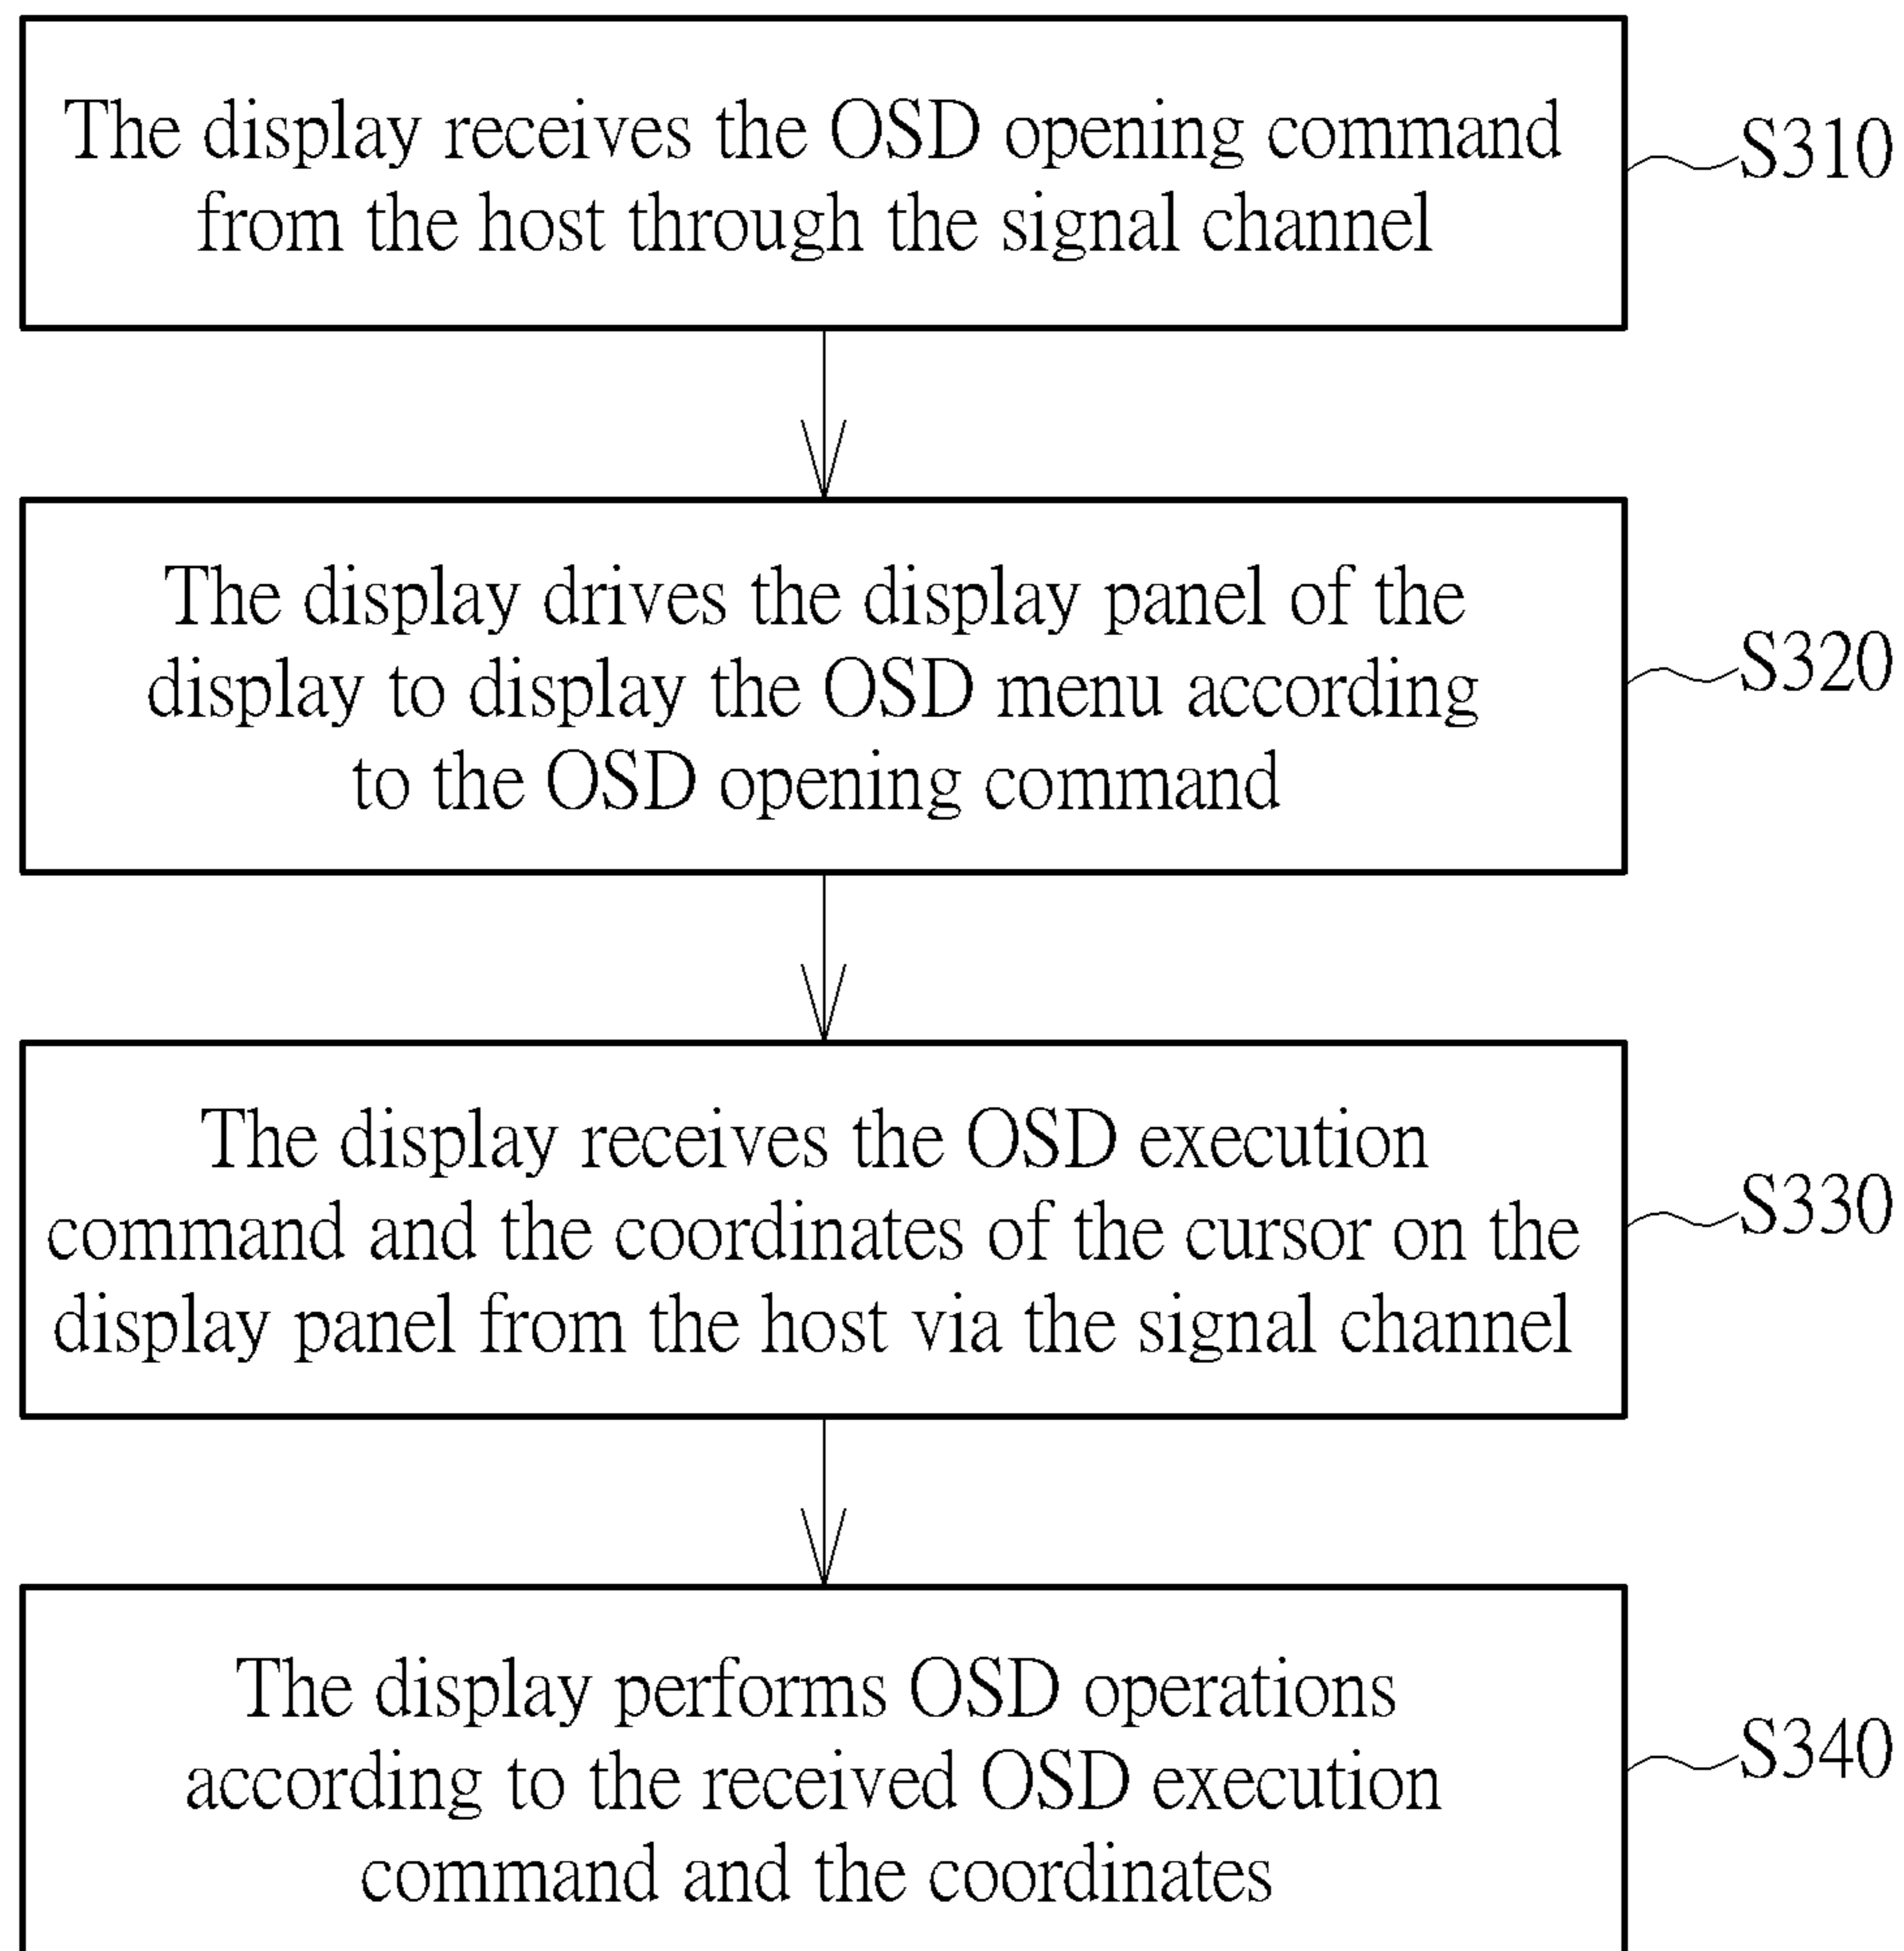 The display receives the OSD opening command
from the host through the signal channel
S310
The display drives the display panel of the
display to display the OSD menu according
to the OSD opening command
S320
The display receives the OSD execution
command and the coordinates of the cursor on the
display panel from the host via the signal channel
S330
The display performs OSD operations
according to the received OSD execution
command and the coordinates
S340